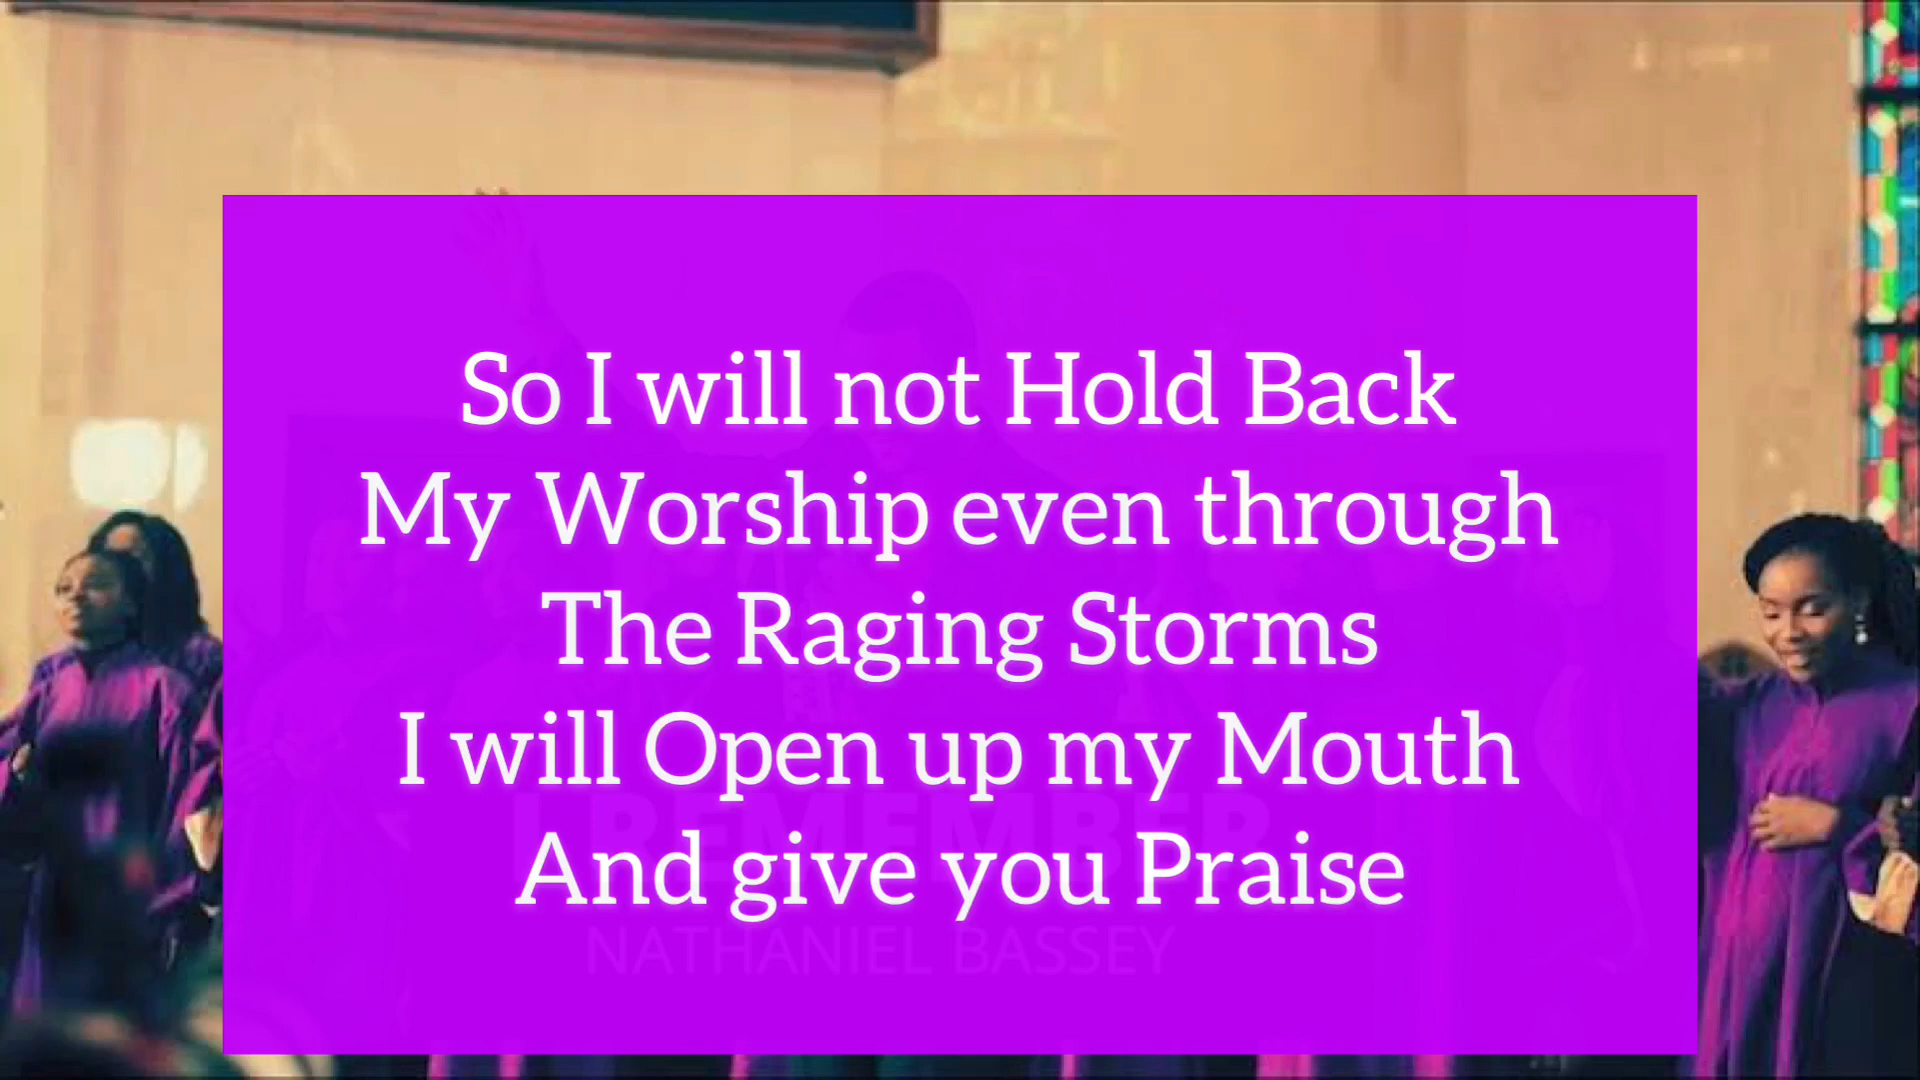 So I will not Hold Back
My Worship even through
The Raging Storms
I will Open up my Mouth
I REMEMBER
And give you Praise
NATHANIEL BASSEY